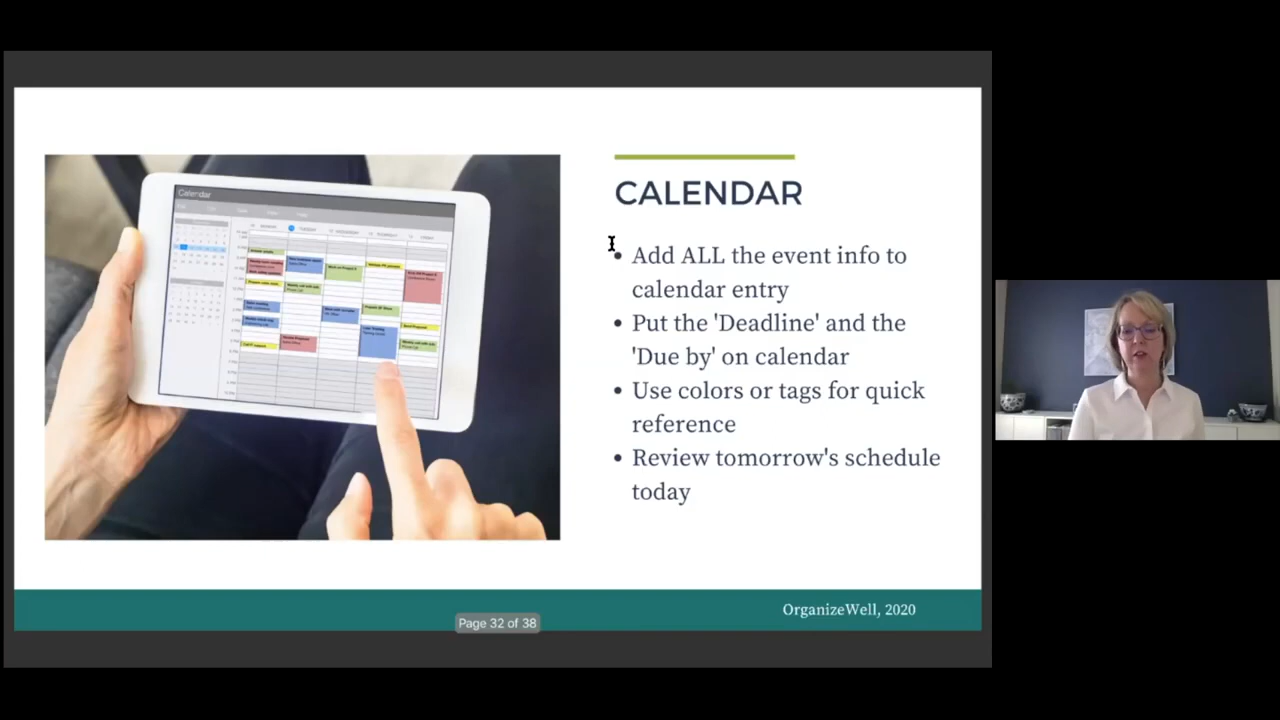 Calendar
CALENDAR
• Add ALL the event info to
calendar entry
• Put the 'Deadline' and the
'Due by' on calendar
• Use colors or tags for quick
reference
• Review tomorrow's schedule
today
OrganizeWell, 2020
Page 32 of 38